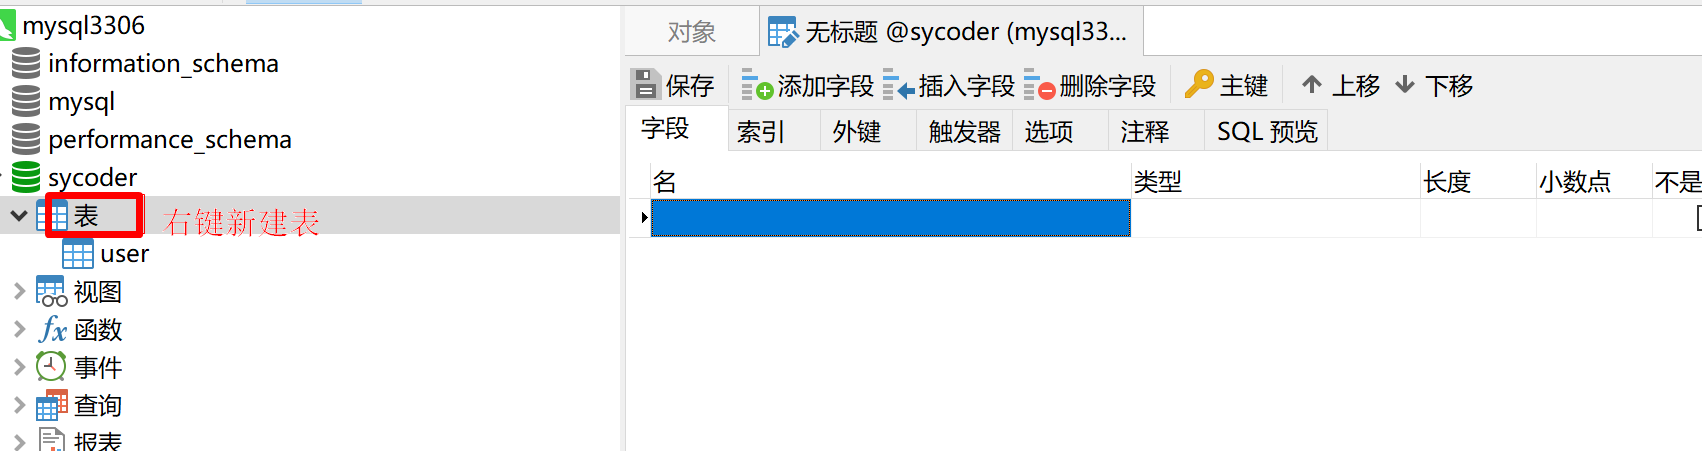 mysql3306
information_schema
mysql
performance_schema
sycoder
表
右键新建表
user
视图
函数
事件
查询
报表
对象 无标题 @sycoder (mysql33...
保存 添加字段 插入字段 删除字段 主键 上移 下移
字段 索引 外键 触发器 选项 注释 SQL 预览
名 类型 长度 小数点 不是